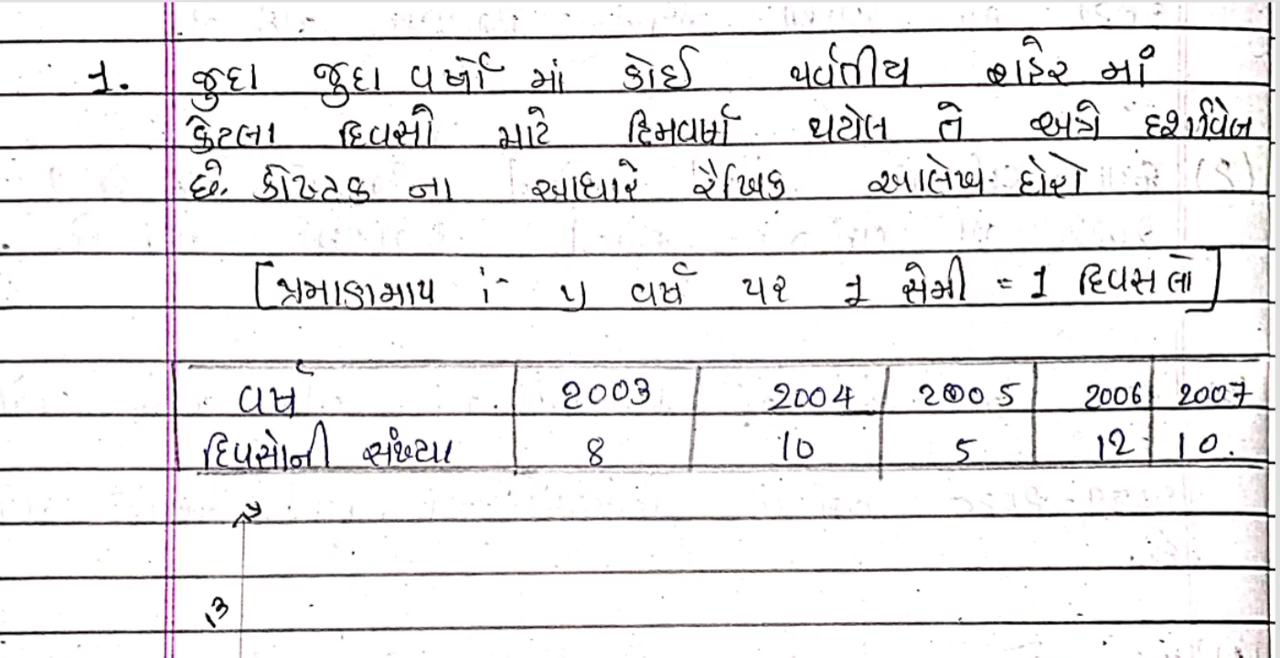 1. જુદા જુદા વર્ષો માં કોઈ પર્વતીય શહેર માં
કેટલા દિવસો માટે હિમવર્ષા થયેલ તે અત્રે દર્શાવેલ
છે. કોષ્ટક ના આધારે રૈખિક આલેખ દોરો
[પ્રમાણમાપ :- y વર્ષ પર 1 સેમી = 1 દિવસ લો]
વર્ષ 2003 2004 2005 2006 2007
દિવસોની સંખ્યા 8 10 5 12 10.
y
13